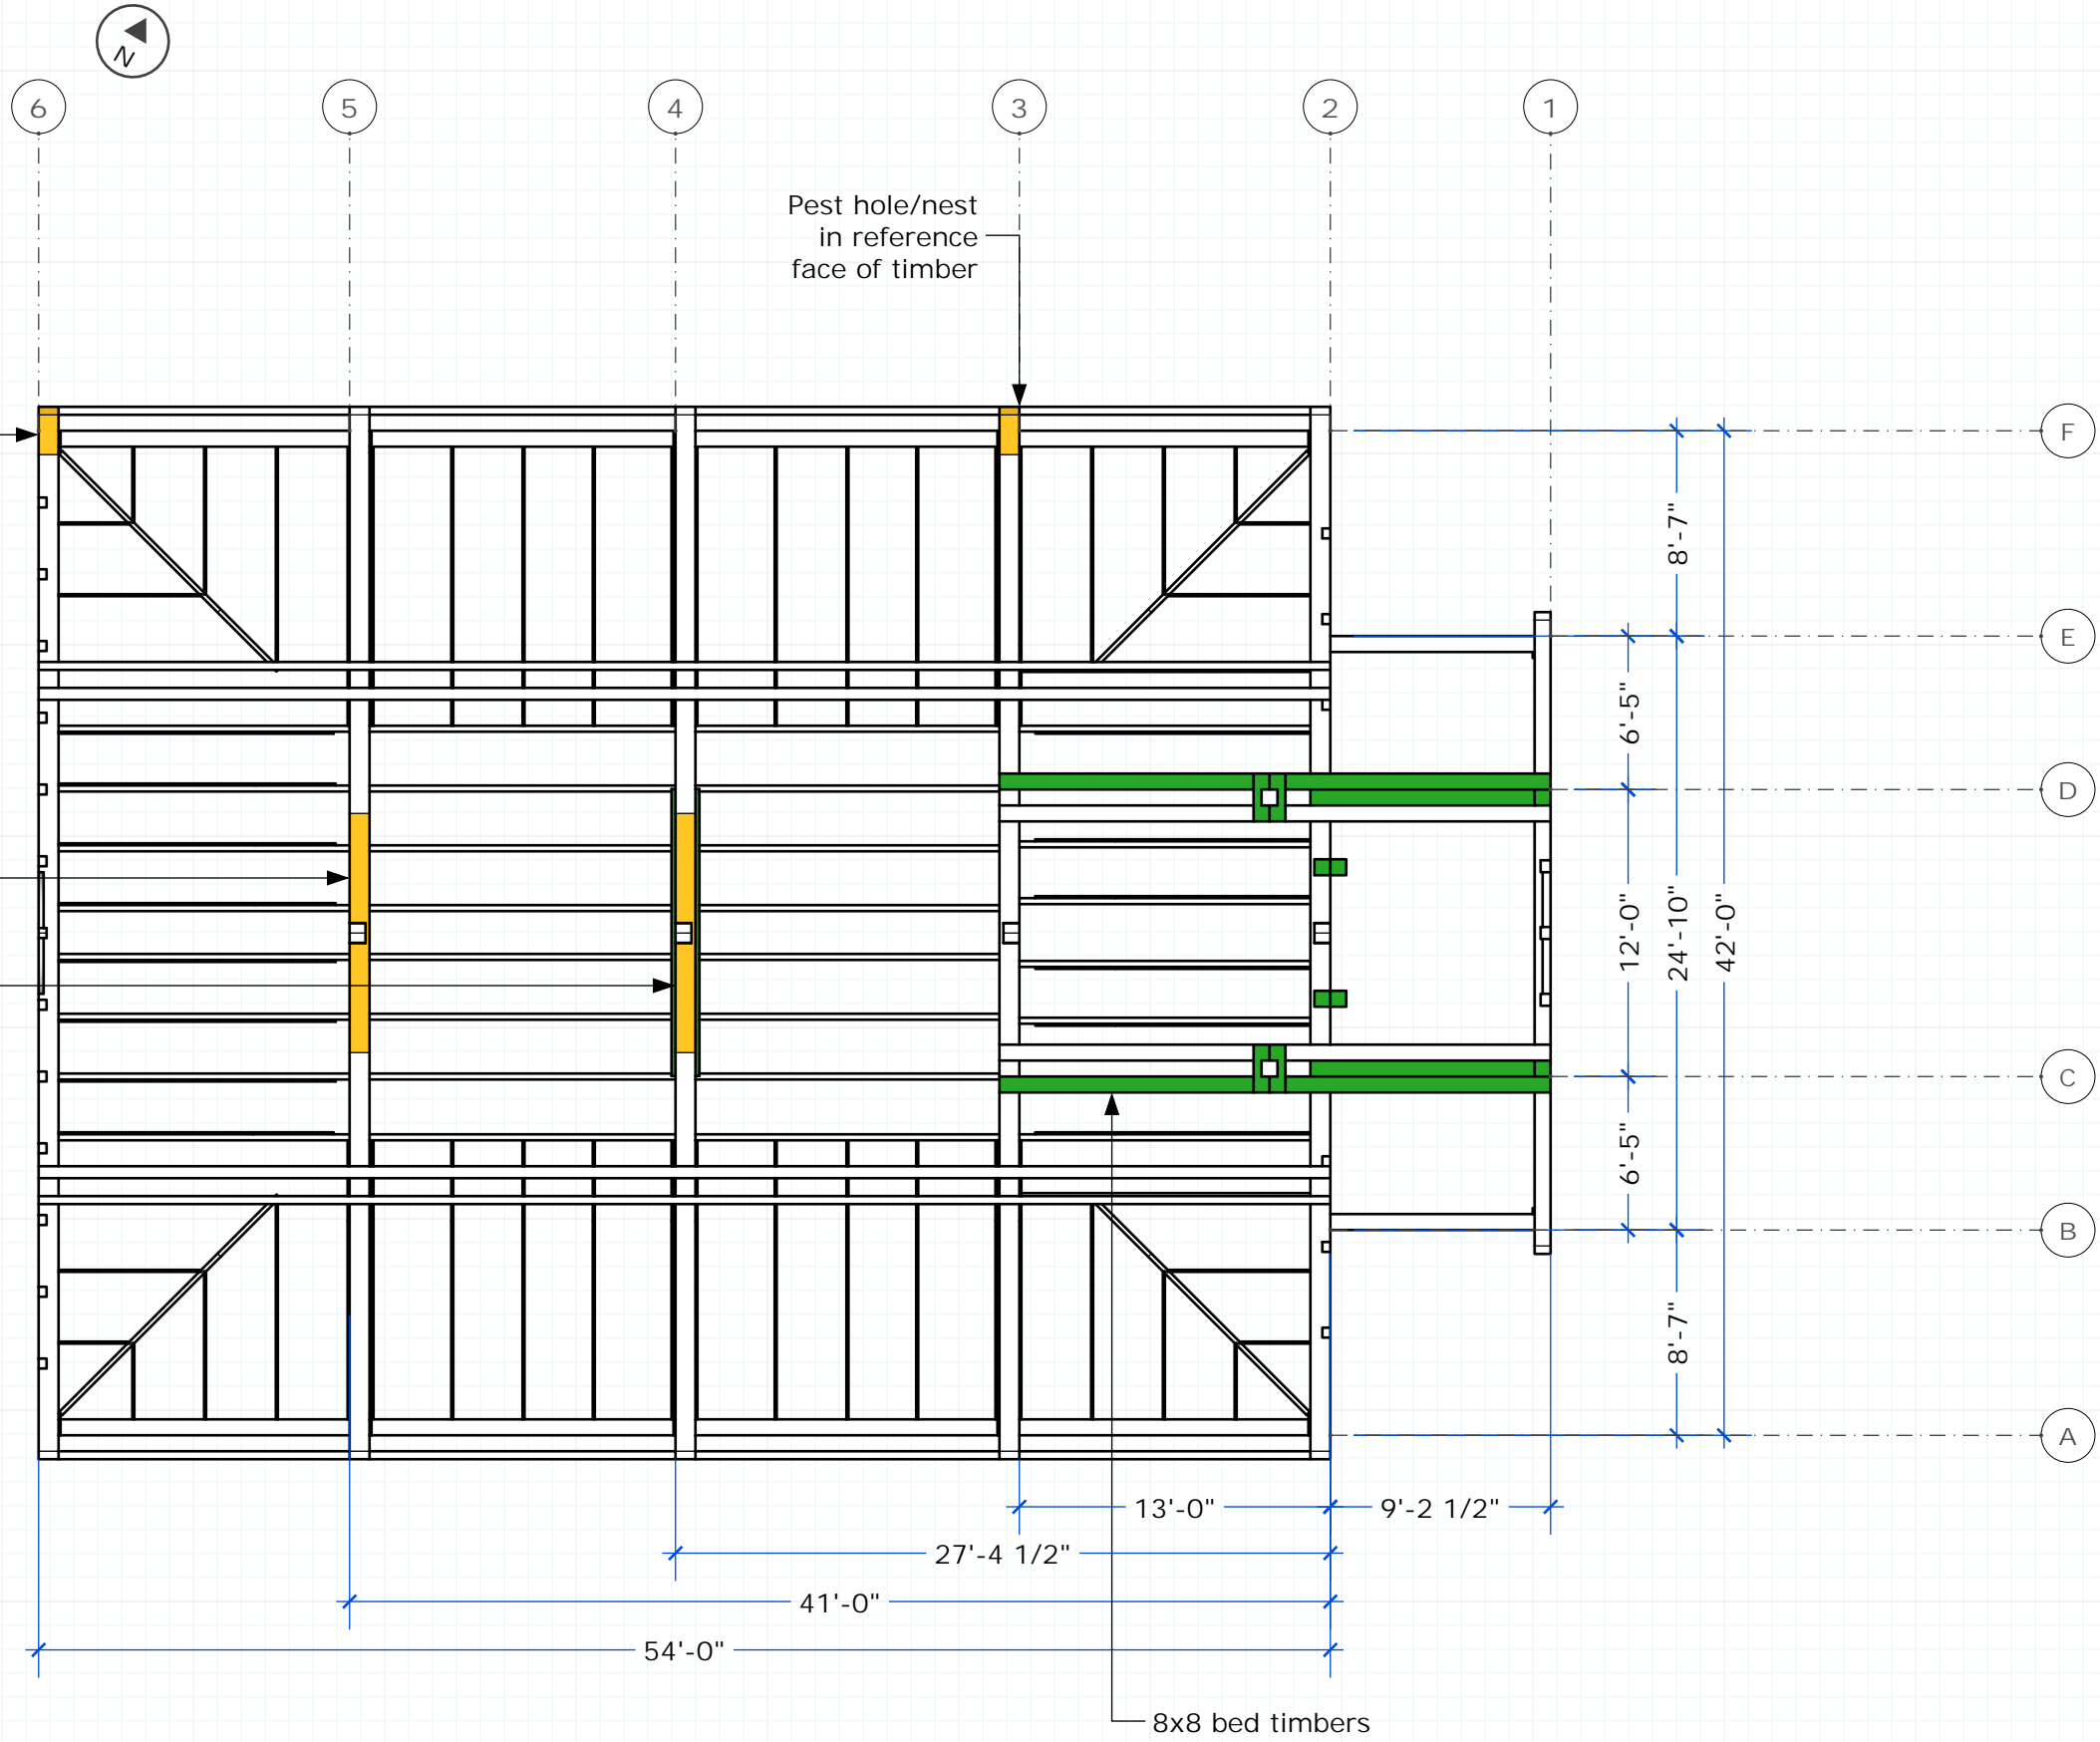 N
6
5
4
3
2
1
Pest hole/nest
in reference
face of timber
F
8'-7"
E
6'-5"
D
12'-0"
24'-10"
42'-0"
C
6'-5"
B
8'-7"
A
13'-0"
9'-2 1/2"
27'-4 1/2"
41'-0"
54'-0"
8x8 bed timbers